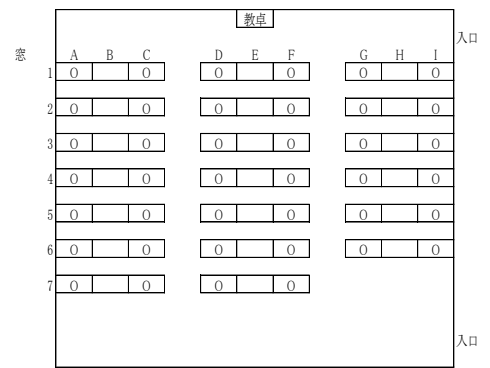 教卓
入口
窓
A B C D E F G H I
1 O O O O O O
2 O O O O O O
3 O O O O O O
4 O O O O O O
5 O O O O O O
6 O O O O O O
7 O O O O
入口